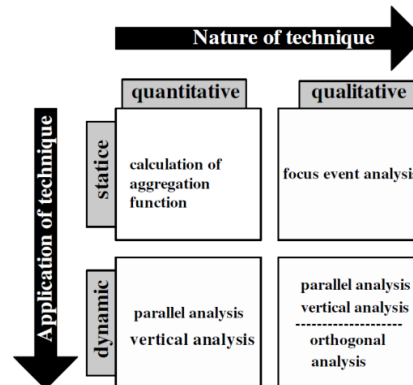 Nature of technique
quantitative
qualitative
Application of technique
statice
calculation of
aggregation
function
focus event analysis
dynamic
parallel analysis
vertical analysis
parallel analysis
vertical analysis
orthogonal
analysis